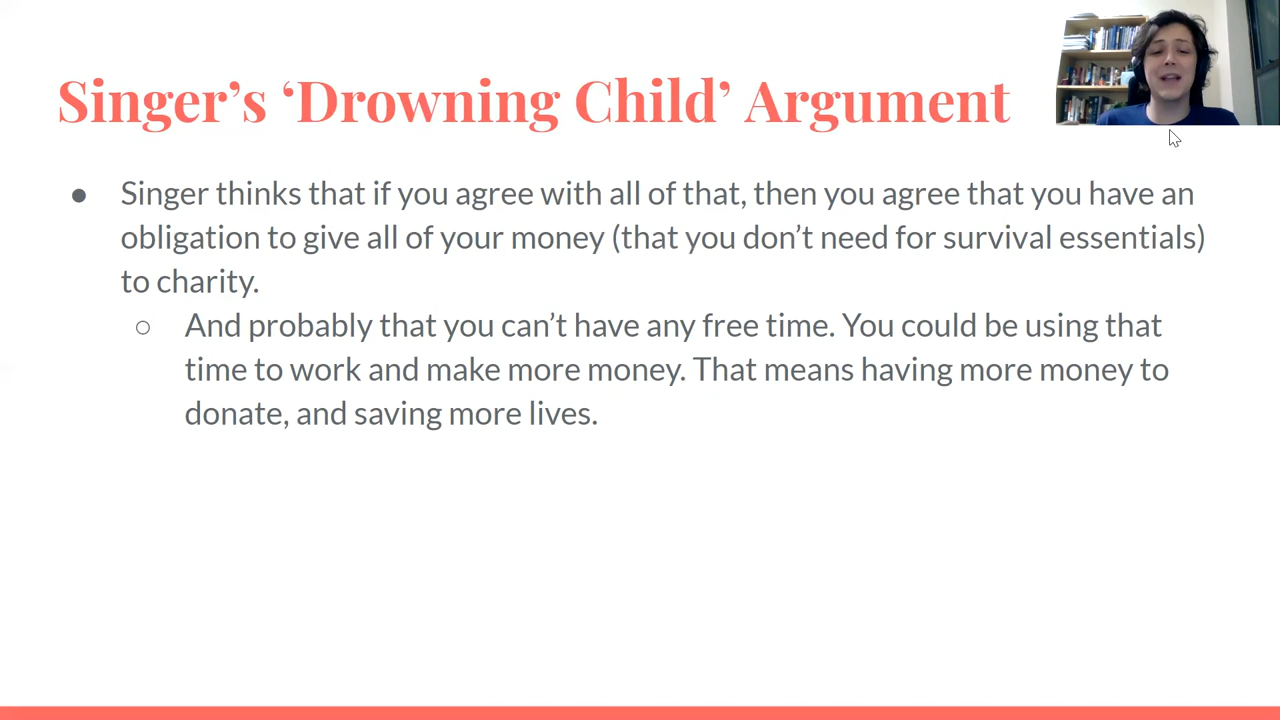 Singer’s ‘Drowning Child’ Argument
● Singer thinks that if you agree with all of that, then you agree that you have an
obligation to give all of your money (that you don’t need for survival essentials)
to charity.
○ And probably that you can’t have any free time. You could be using that
time to work and make more money. That means having more money to
donate, and saving more lives.